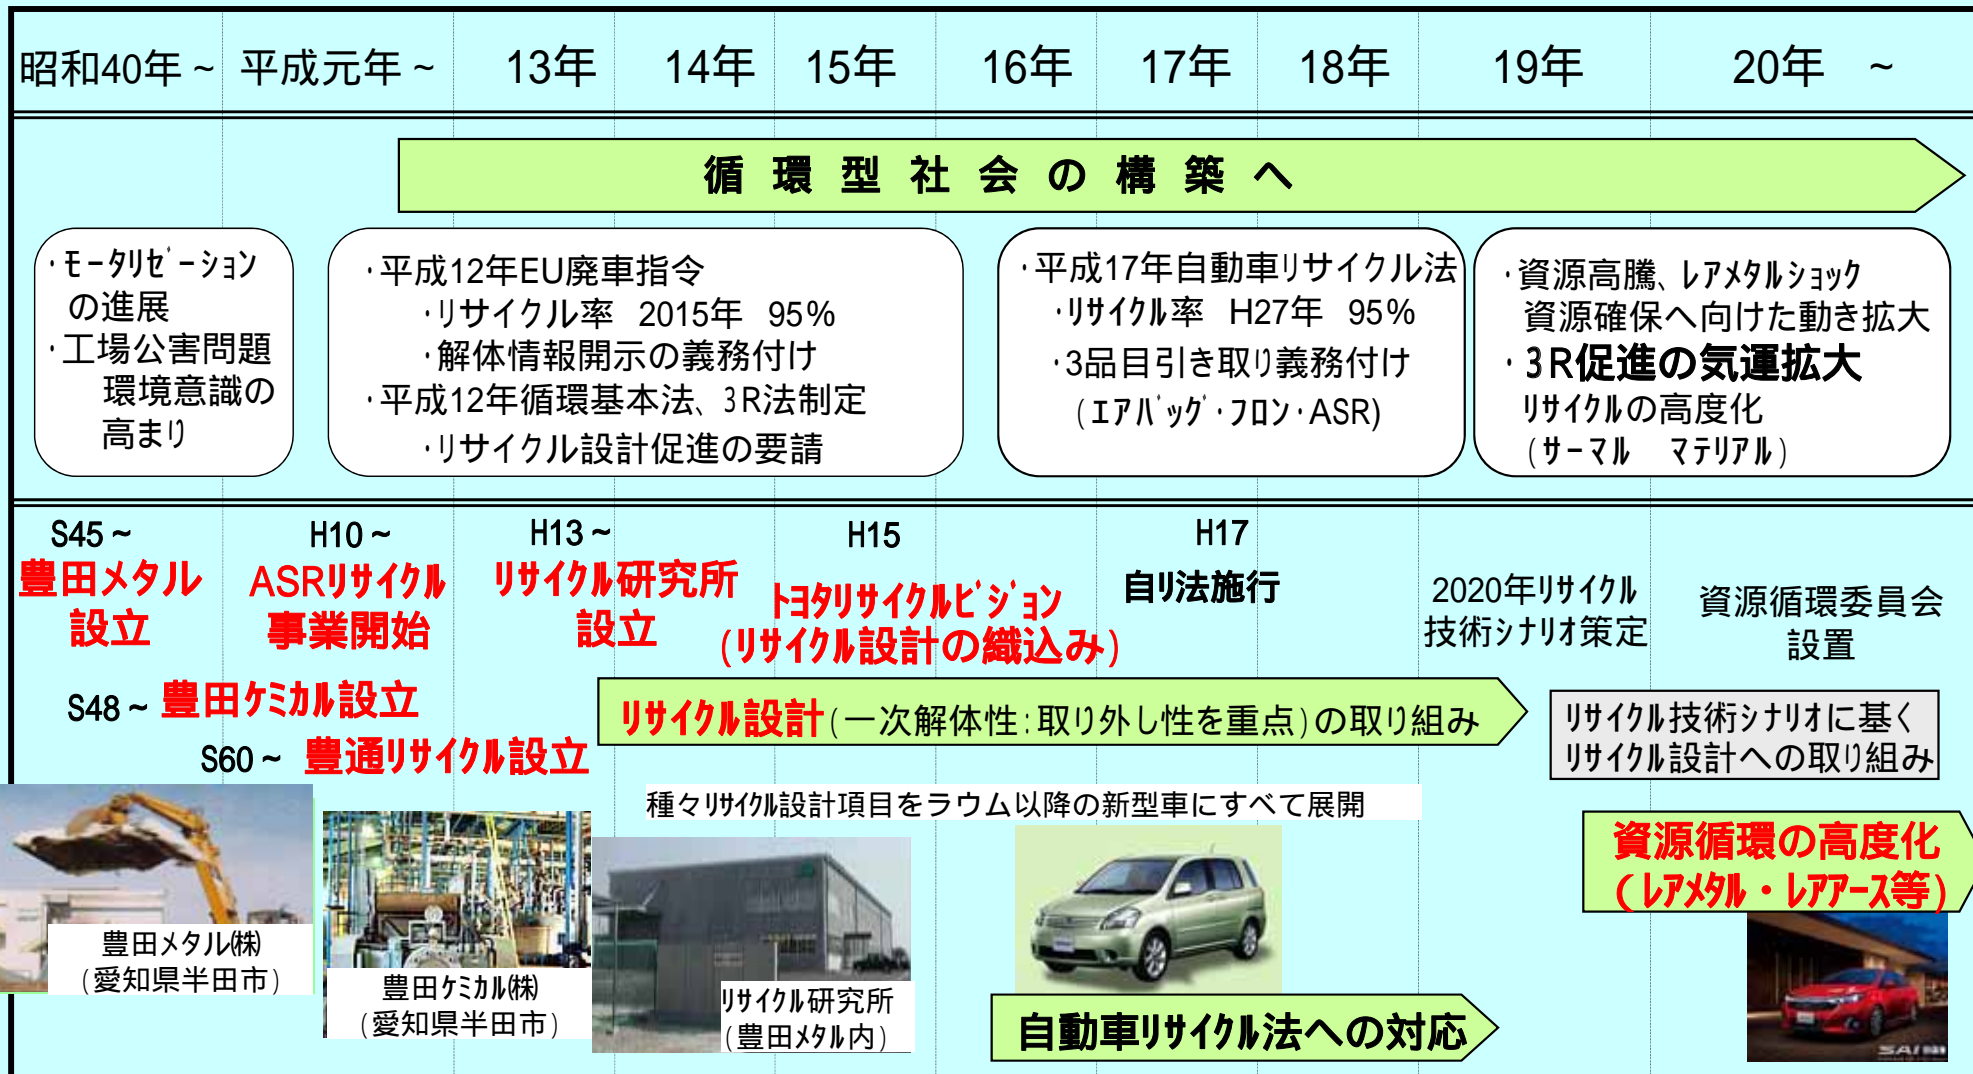 昭和40年～ 平成元年～ 13年 14年 15年 16年 17年 18年 19年 20年 ～
循環型社会の構築へ
・モータリゼーション
の進展
・工場公害問題
環境意識の
高まり
・平成12年EU廃車指令
・リサイクル率 2015年 95%
・解体情報開示の義務付け
・平成12年循環基本法、3R法制定
・リサイクル設計促進の要請
・平成17年自動車リサイクル法
・リサイクル率 H27年 95%
・3品目引き取り義務付け
(エアバッグ・フロン・ASR)
・資源高騰、レアメタルショック
資源確保へ向けた動き拡大
・3R促進の気運拡大
リサイクルの高度化
(サーマル マテリアル)
S45～
豊田メタル
設立
H10～
ASRリサイクル
事業開始
H13～
リサイクル研究所
設立
H15
トヨタリサイクルビジョン
(リサイクル設計の織込み)
H17
自リ法施行
2020年リサイクル
技術シナリオ策定
資源循環委員会
設置
S48～ 豊田ケミカル設立
S60～ 豊通リサイクル設立
リサイクル設計(一次解体性:取り外し性を重点)の取り組み
リサイクル技術シナリオに基く
リサイクル設計への取り組み
種々リサイクル設計項目をラウム以降の新型車にすべて展開
資源循環の高度化
(レアメタル・レアアース等)
豊田メタル㈱
(愛知県半田市)
豊田ケミカル㈱
(愛知県半田市)
リサイクル研究所
(豊田メタル内)
自動車リサイクル法への対応
SAI